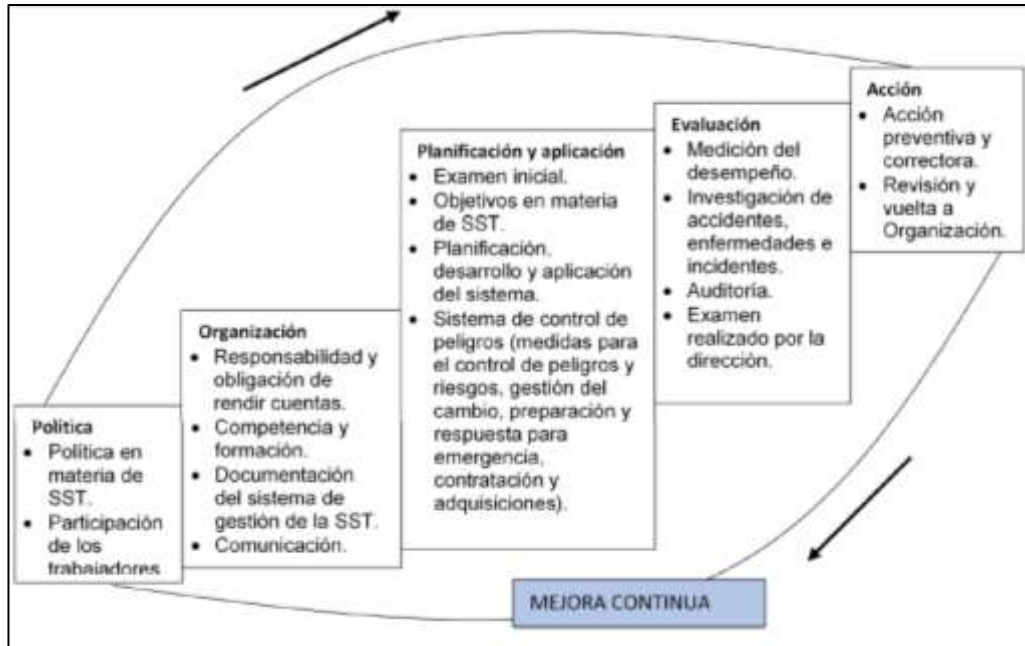 Política
• Política en
materia de
SST.
• Participación
de los
trabajadores
Organización
• Responsabilidad y
obligación de
rendir cuentas.
• Competencia y
formación.
• Documentación
del sistema de
gestión de la SST.
• Comunicación.
Planificación y aplicación
• Examen inicial.
• Objetivos en materia
de SST.
• Planificación,
desarrollo y aplicación
del sistema.
• Sistema de control de
peligros (medidas para
el control de peligros y
riesgos, gestión del
cambio, preparación y
respuesta para
emergencia,
contratación y
adquisiciones).
Evaluación
• Medición del
desempeño.
• Investigación de
accidentes,
enfermedades e
incidentes.
• Auditoría.
• Examen
realizado por la
dirección.
Acción
• Acción
preventiva y
correctora.
• Revisión y
vuelta a
Organización.
MEJORA CONTINUA